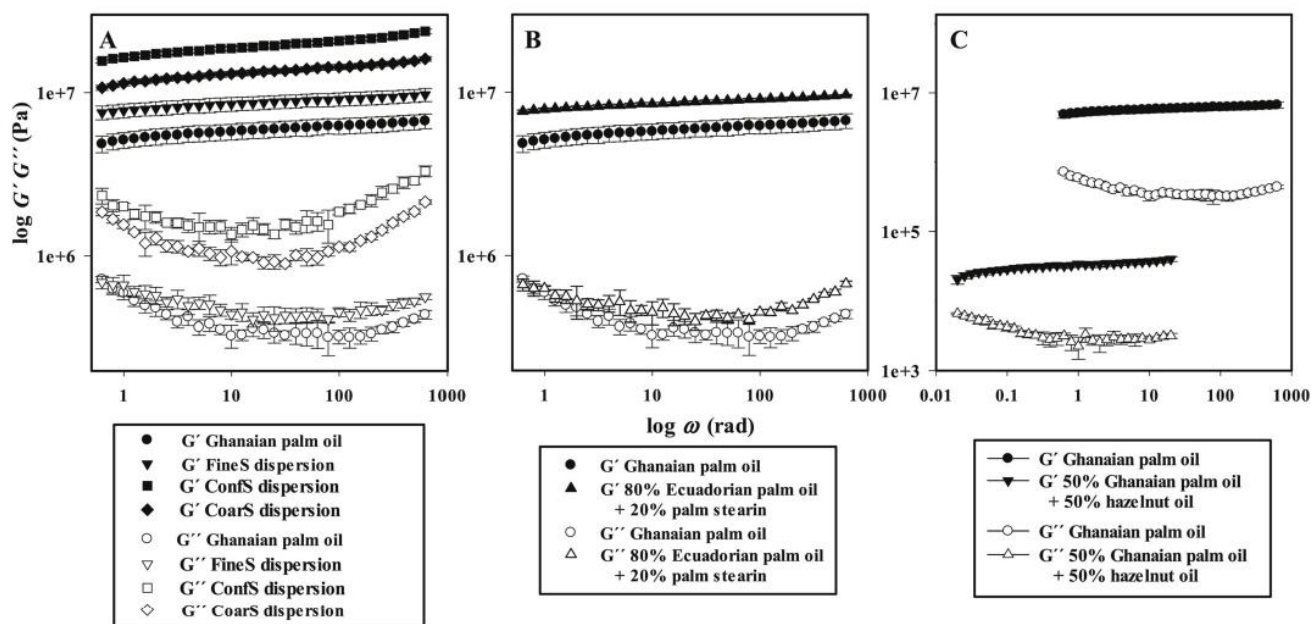 A
B
C
log G´ G´´ (Pa)
1e+7
1e+6
1
10
100
1000
1e+7
1e+6
1
10
100
1000
1e+7
1e+5
1e+3
0.01
0.1
1
10
100
1000
log ω (rad)
G´ Ghanaian palm oil
G´ FineS dispersion
G´ ConfS dispersion
G´ CoarS dispersion
G´´ Ghanaian palm oil
G´´ FineS dispersion
G´´ ConfS dispersion
G´´ CoarS dispersion
G´ Ghanaian palm oil
G´ 80% Ecuadorian palm oil
+ 20% palm stearin
G´´ Ghanaian palm oil
G´´ 80% Ecuadorian palm oil
+ 20% palm stearin
G´ Ghanaian palm oil
G´ 50% Ghanaian palm oil
+ 50% hazelnut oil
G´´ Ghanaian palm oil
G´´ 50% Ghanaian palm oil
+ 50% hazelnut oil